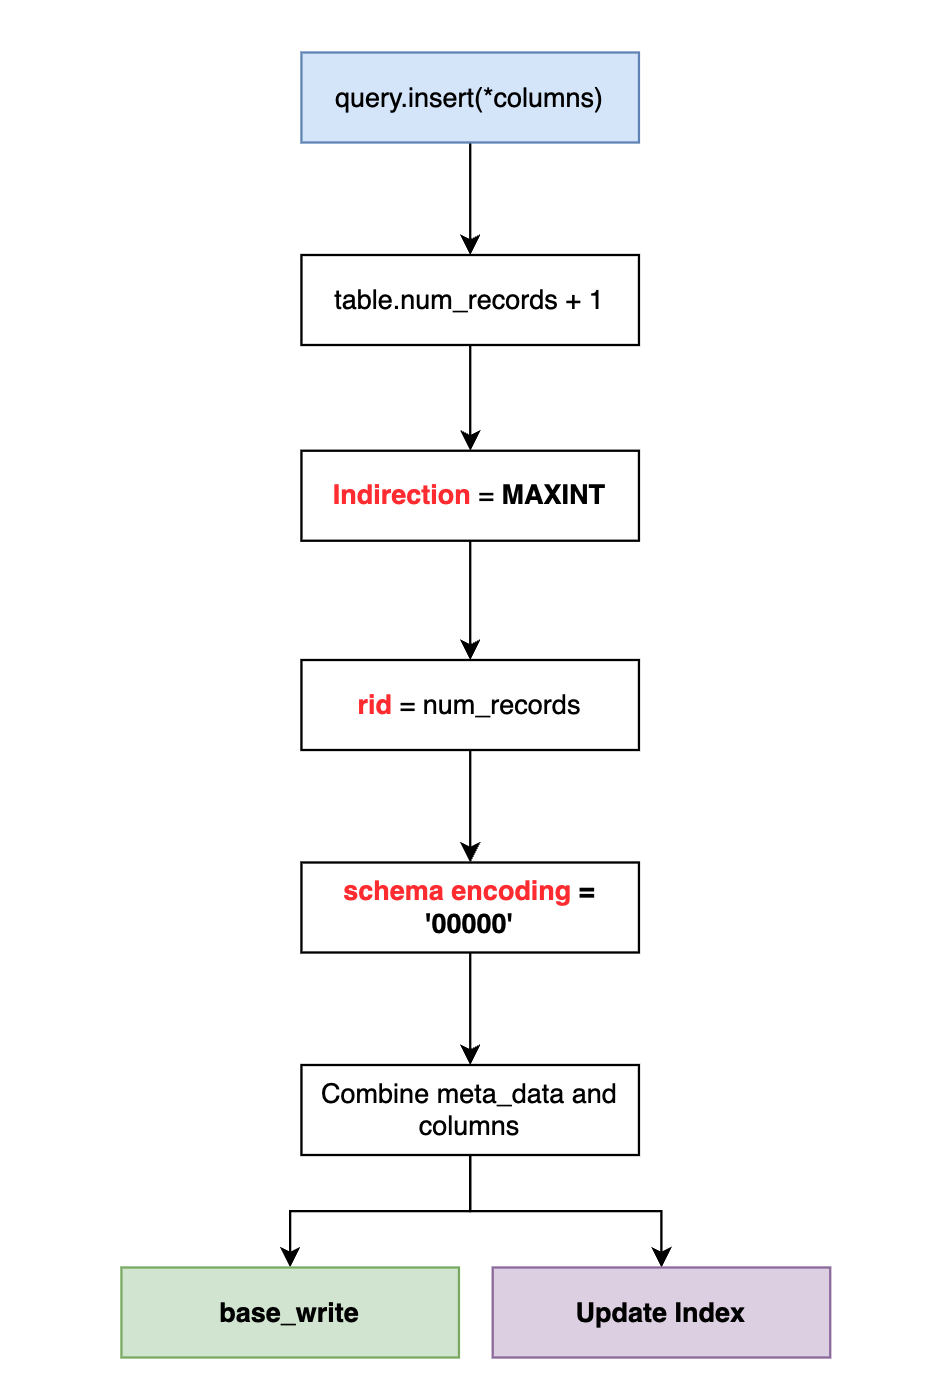 query.insert(*columns)
table.num_records + 1
Indirection = MAXINT
rid = num_records
schema encoding =
'00000'
Combine meta_data and
columns
base_write
Update Index